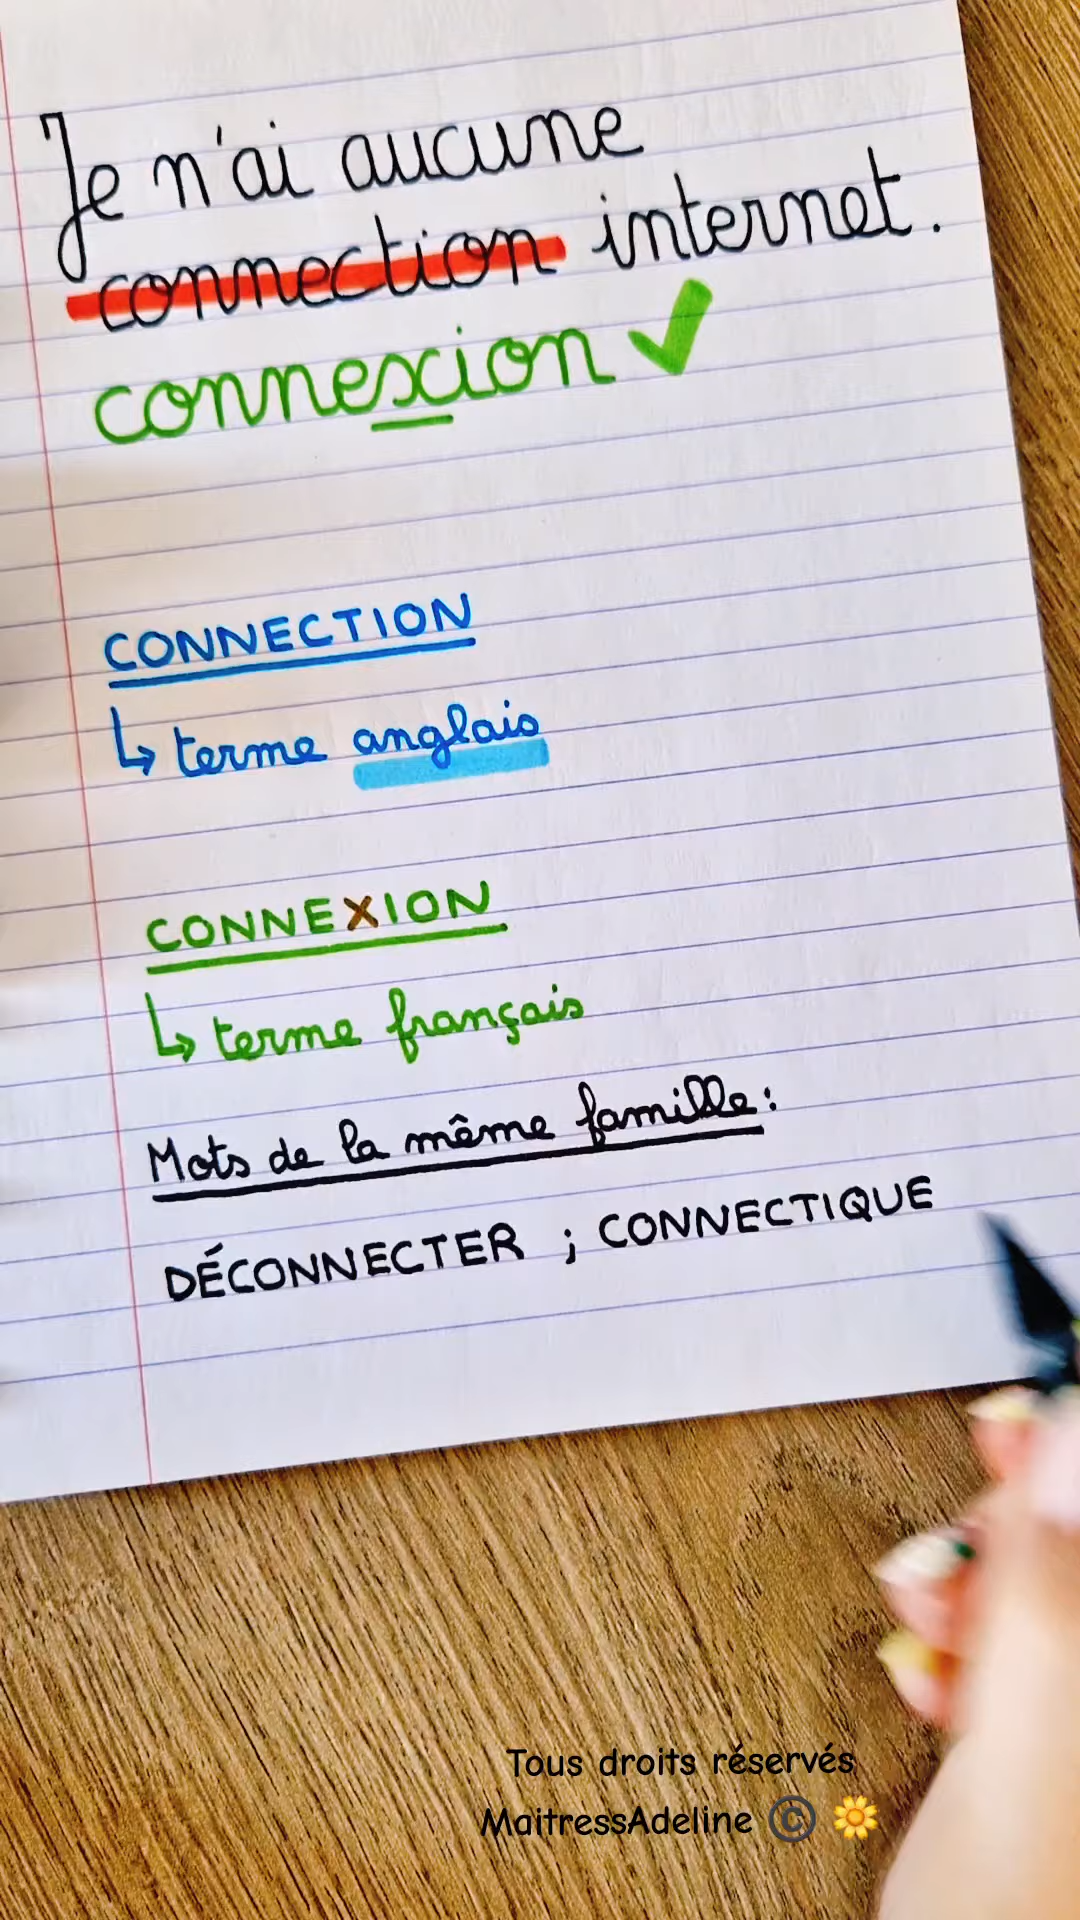 Je n'ai aucune
connection internet.
connexion ✔
CONNECTION
↳ terme anglais
CONNEXION
↳ terme français
Mots de la même famille :
DÉCONNECTER ; CONNECTIQUE
Tous droits réservés
MaitressAdeline © 🌼